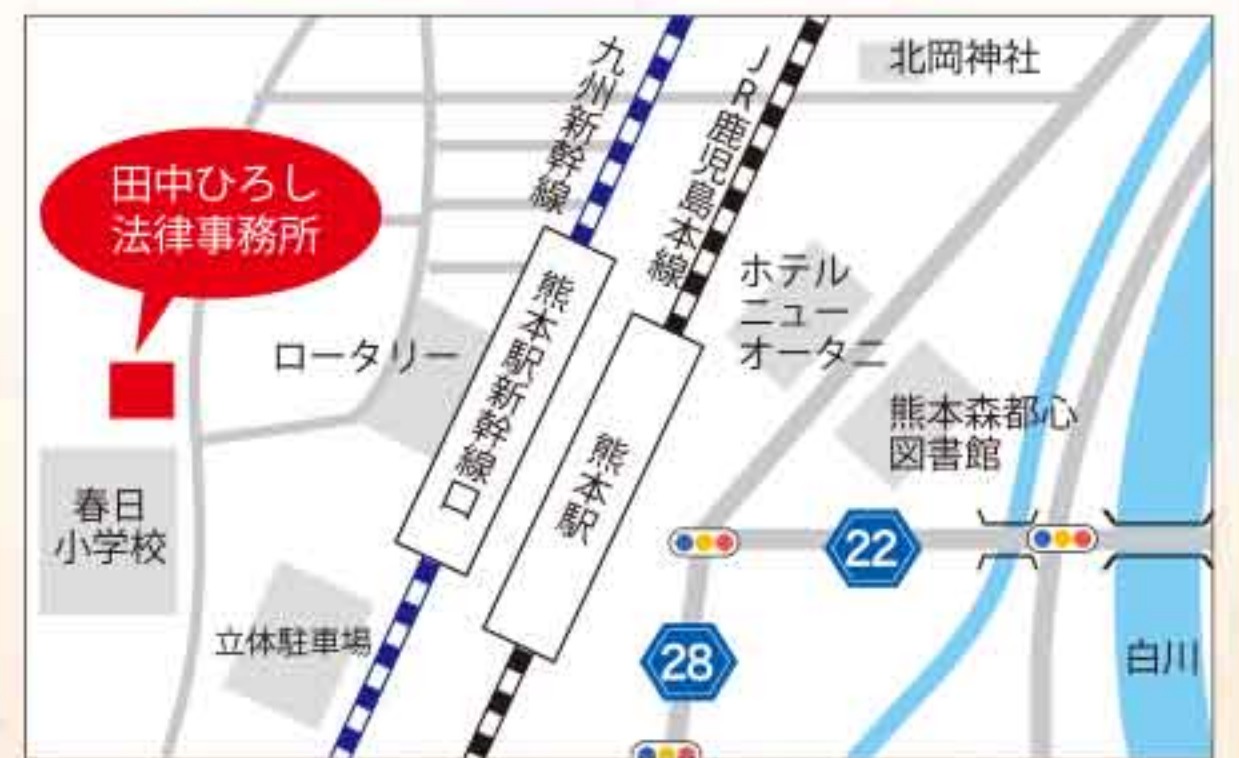 北岡神社
九州新幹線
JR鹿児島本線
田中ひろし
法律事務所
ホテル
ニュー
オータニ
ロータリー
熊本駅新幹線口
熊本駅
熊本森都心
図書館
春日
小学校
22
立体駐車場
28
白川